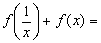 f(1/x) + f(x) =